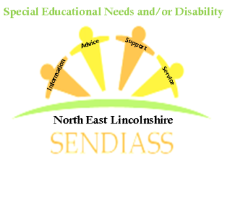 Special Educational Needs and/or Disability
Information
Advice
Support
Service
North East Lincolnshire
SENDIASS